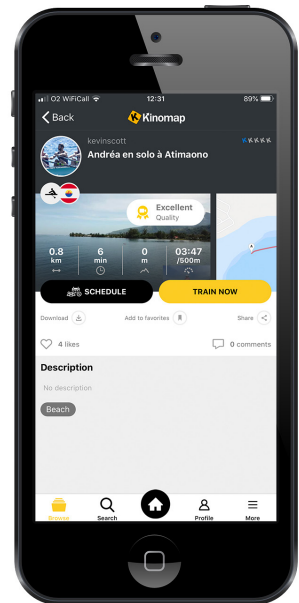 O2 WiFiCall 12:31 89%
Back Kinomap
kevinscott KKKKK
Andréa en solo à Atimaono
Excellent
Quality
0.8 6 0 03:47
km min m /500m
SCHEDULE TRAIN NOW
Download Add to favorites Share
4 likes 0 comments
Description
No description
Beach
Browse Search Profile More